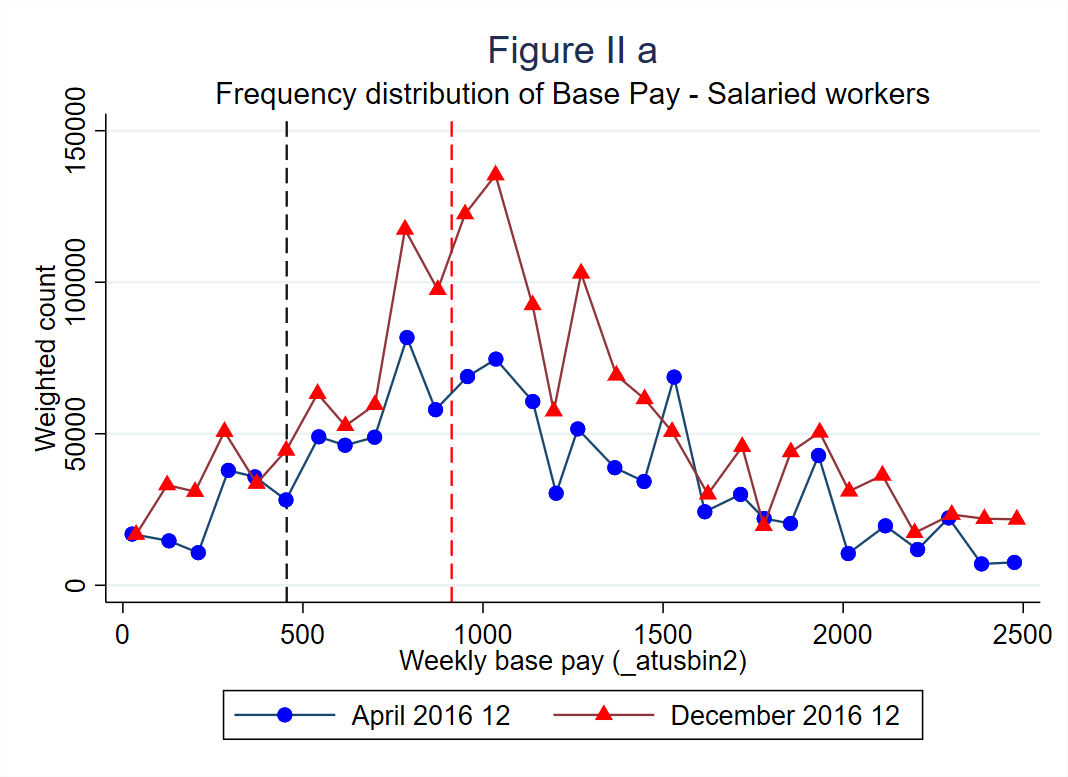 Figure II a
Frequency distribution of Base Pay - Salaried workers
Weighted count
150000
100000
50000
0
0 500 1000 1500 2000 2500
Weekly base pay (_atusbin2)
April 2016 12 December 2016 12